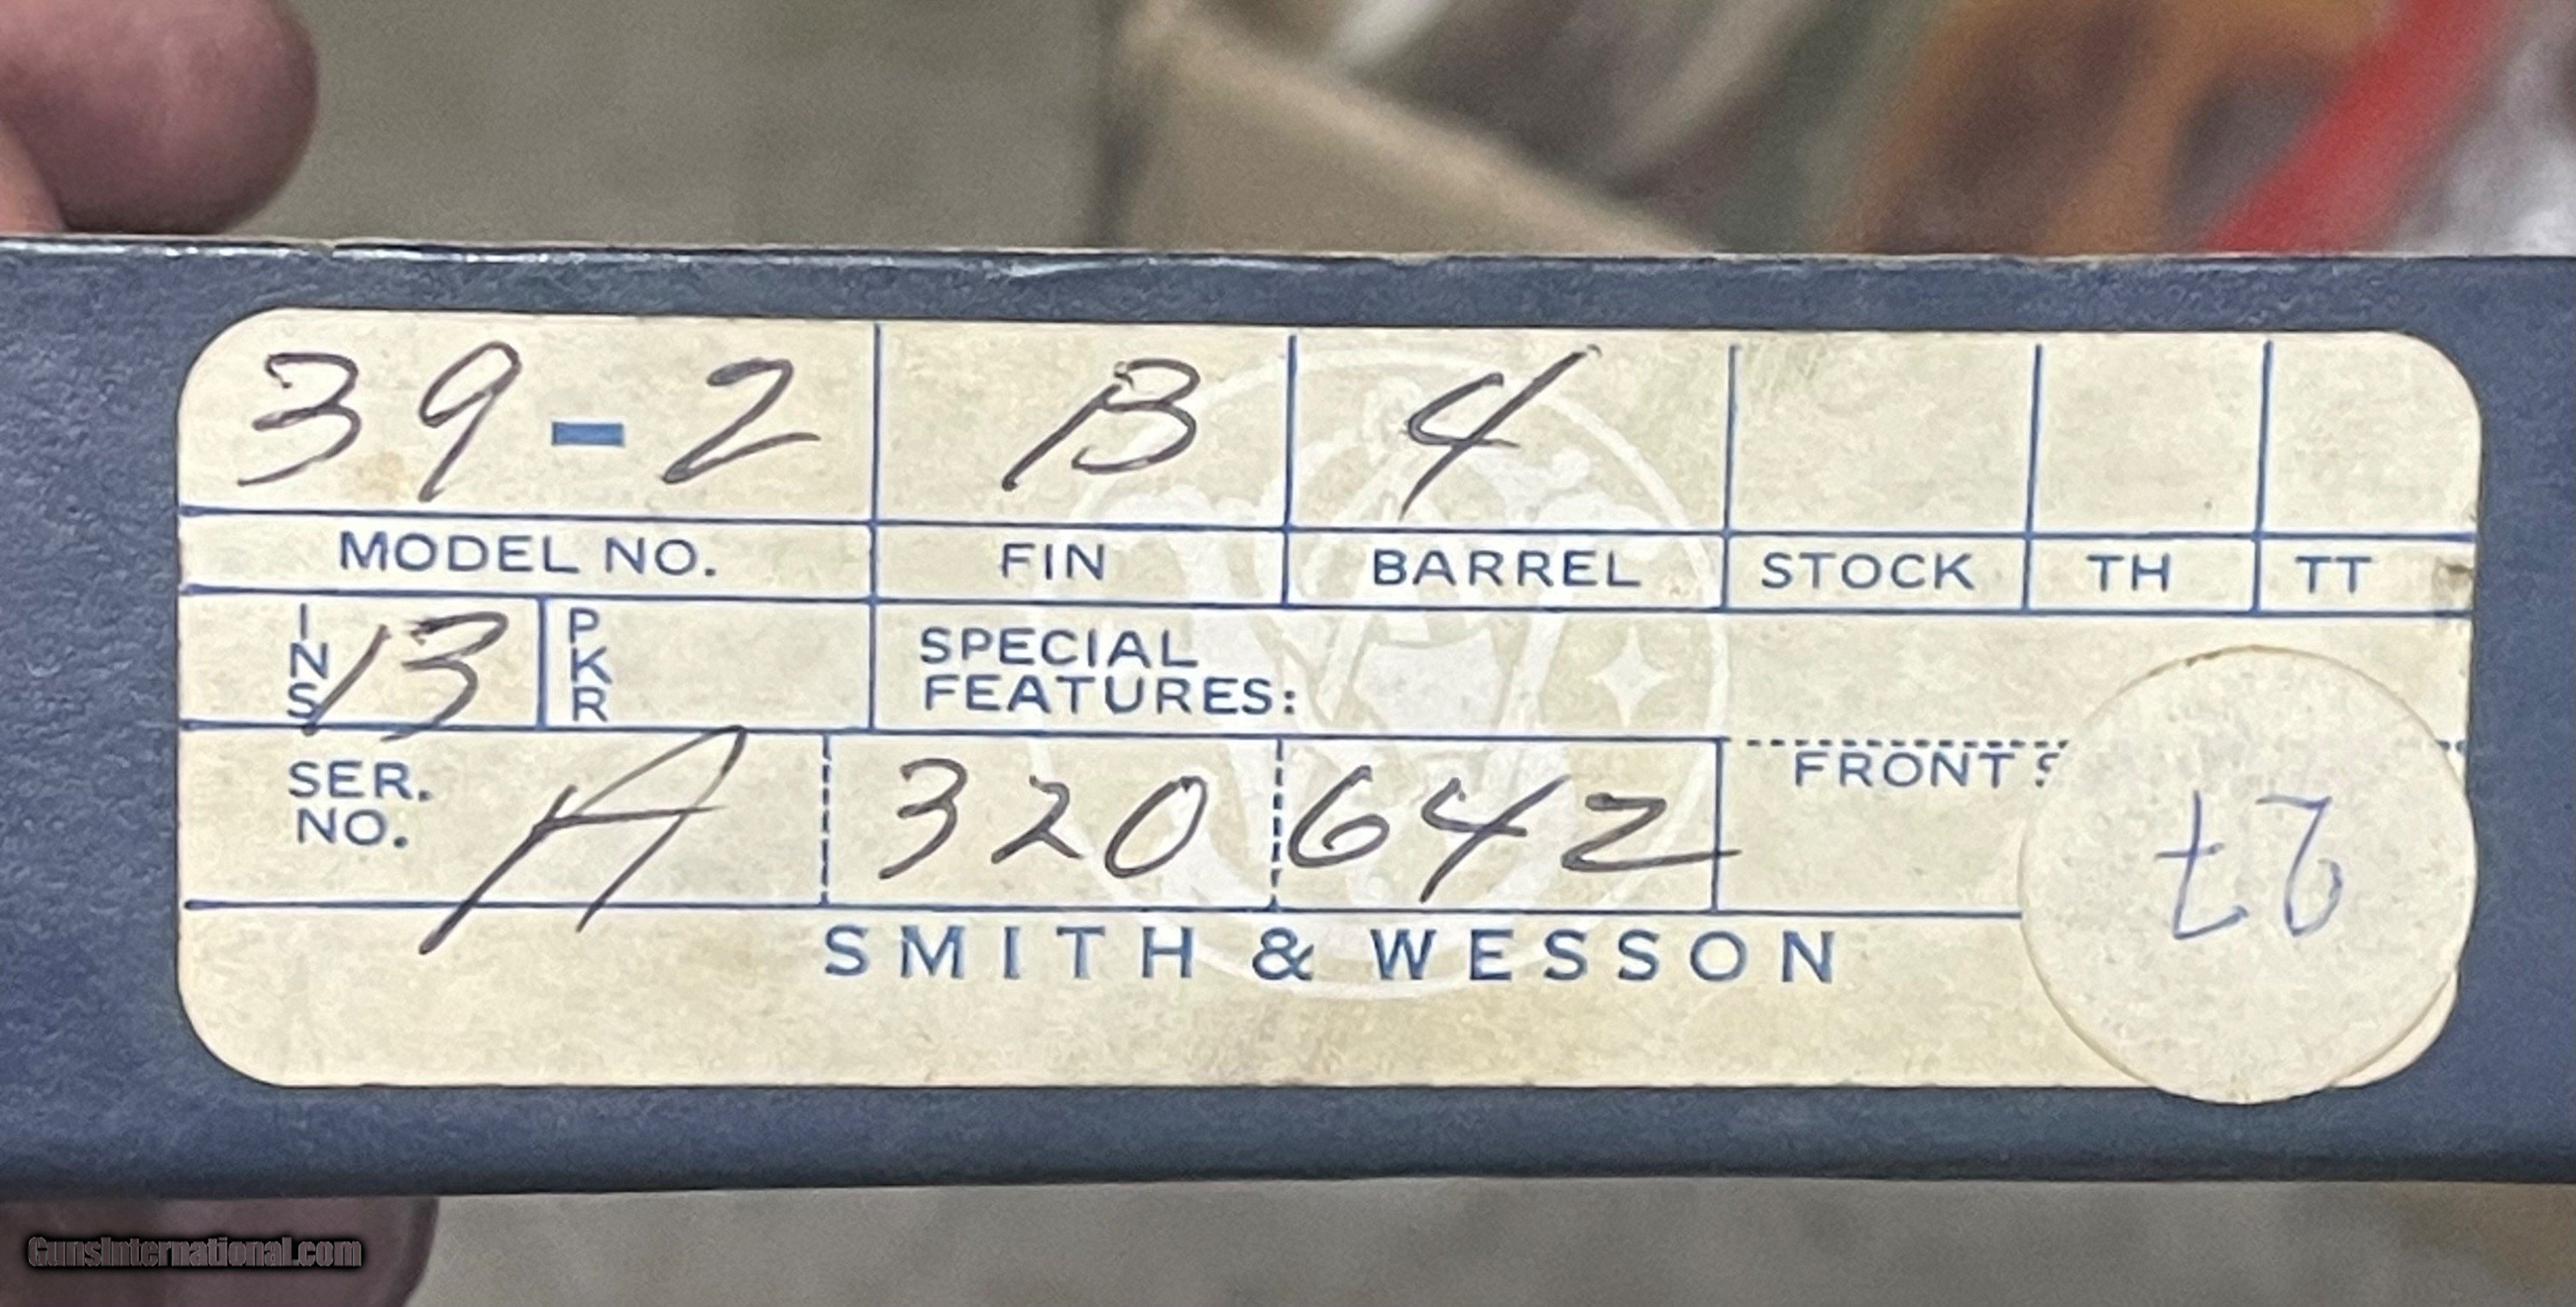 39-2 B 4
MODEL NO. FIN BARREL STOCK TH TT
INS 13 PKR SPECIAL
FEATURES:
SER.
NO. A 320 642 FRONT
27
SMITH & WESSON
GunsInternational.com